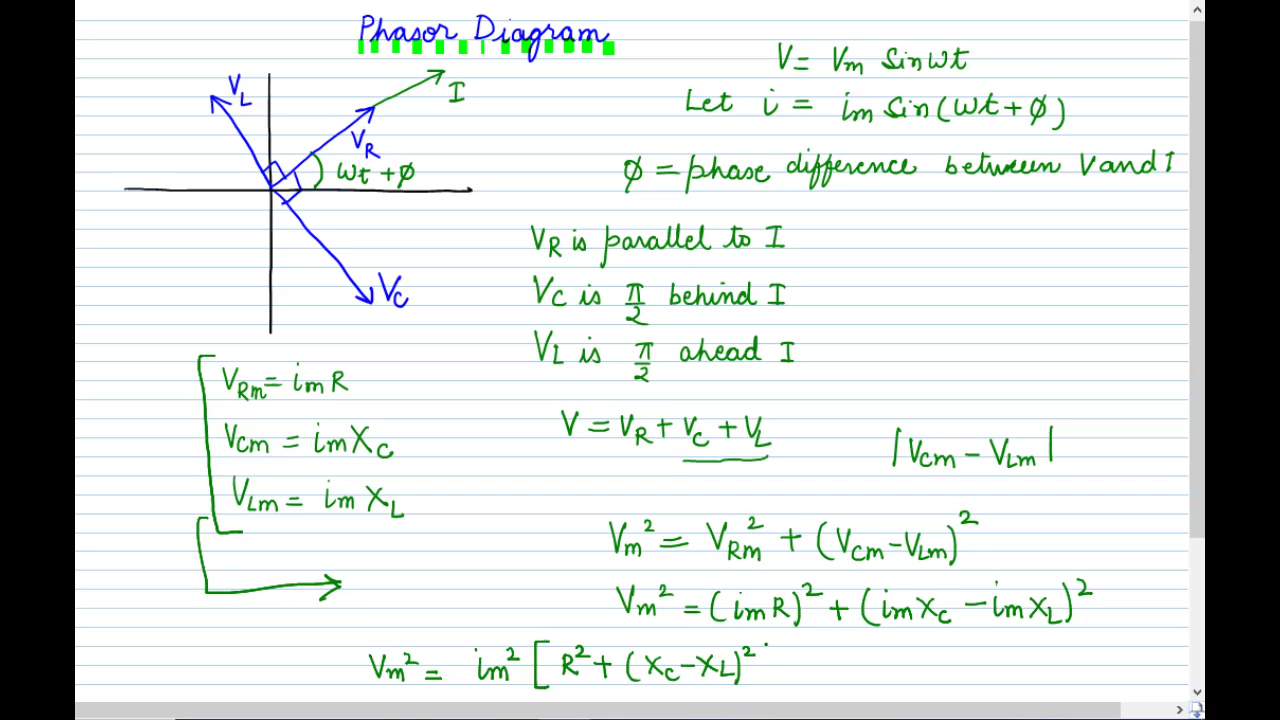 Phasor Diagram
V = Vm Sin ωt
Let i = im Sin(ωt + φ)
φ = phase difference between V and I
VL
I
VR
ωt + φ
VC
VR is parallel to I
VC is π/2 behind I
VL is π/2 ahead I
VRm = im R
VCm = im XC
VLm = im XL
V = VR + VC + VL
|VCm - VLm|
Vm² = VRm² + (VCm - VLm)²
Vm² = (im R)² + (im XC - im XL)²
Vm² = im² [ R² + (XC - XL)²